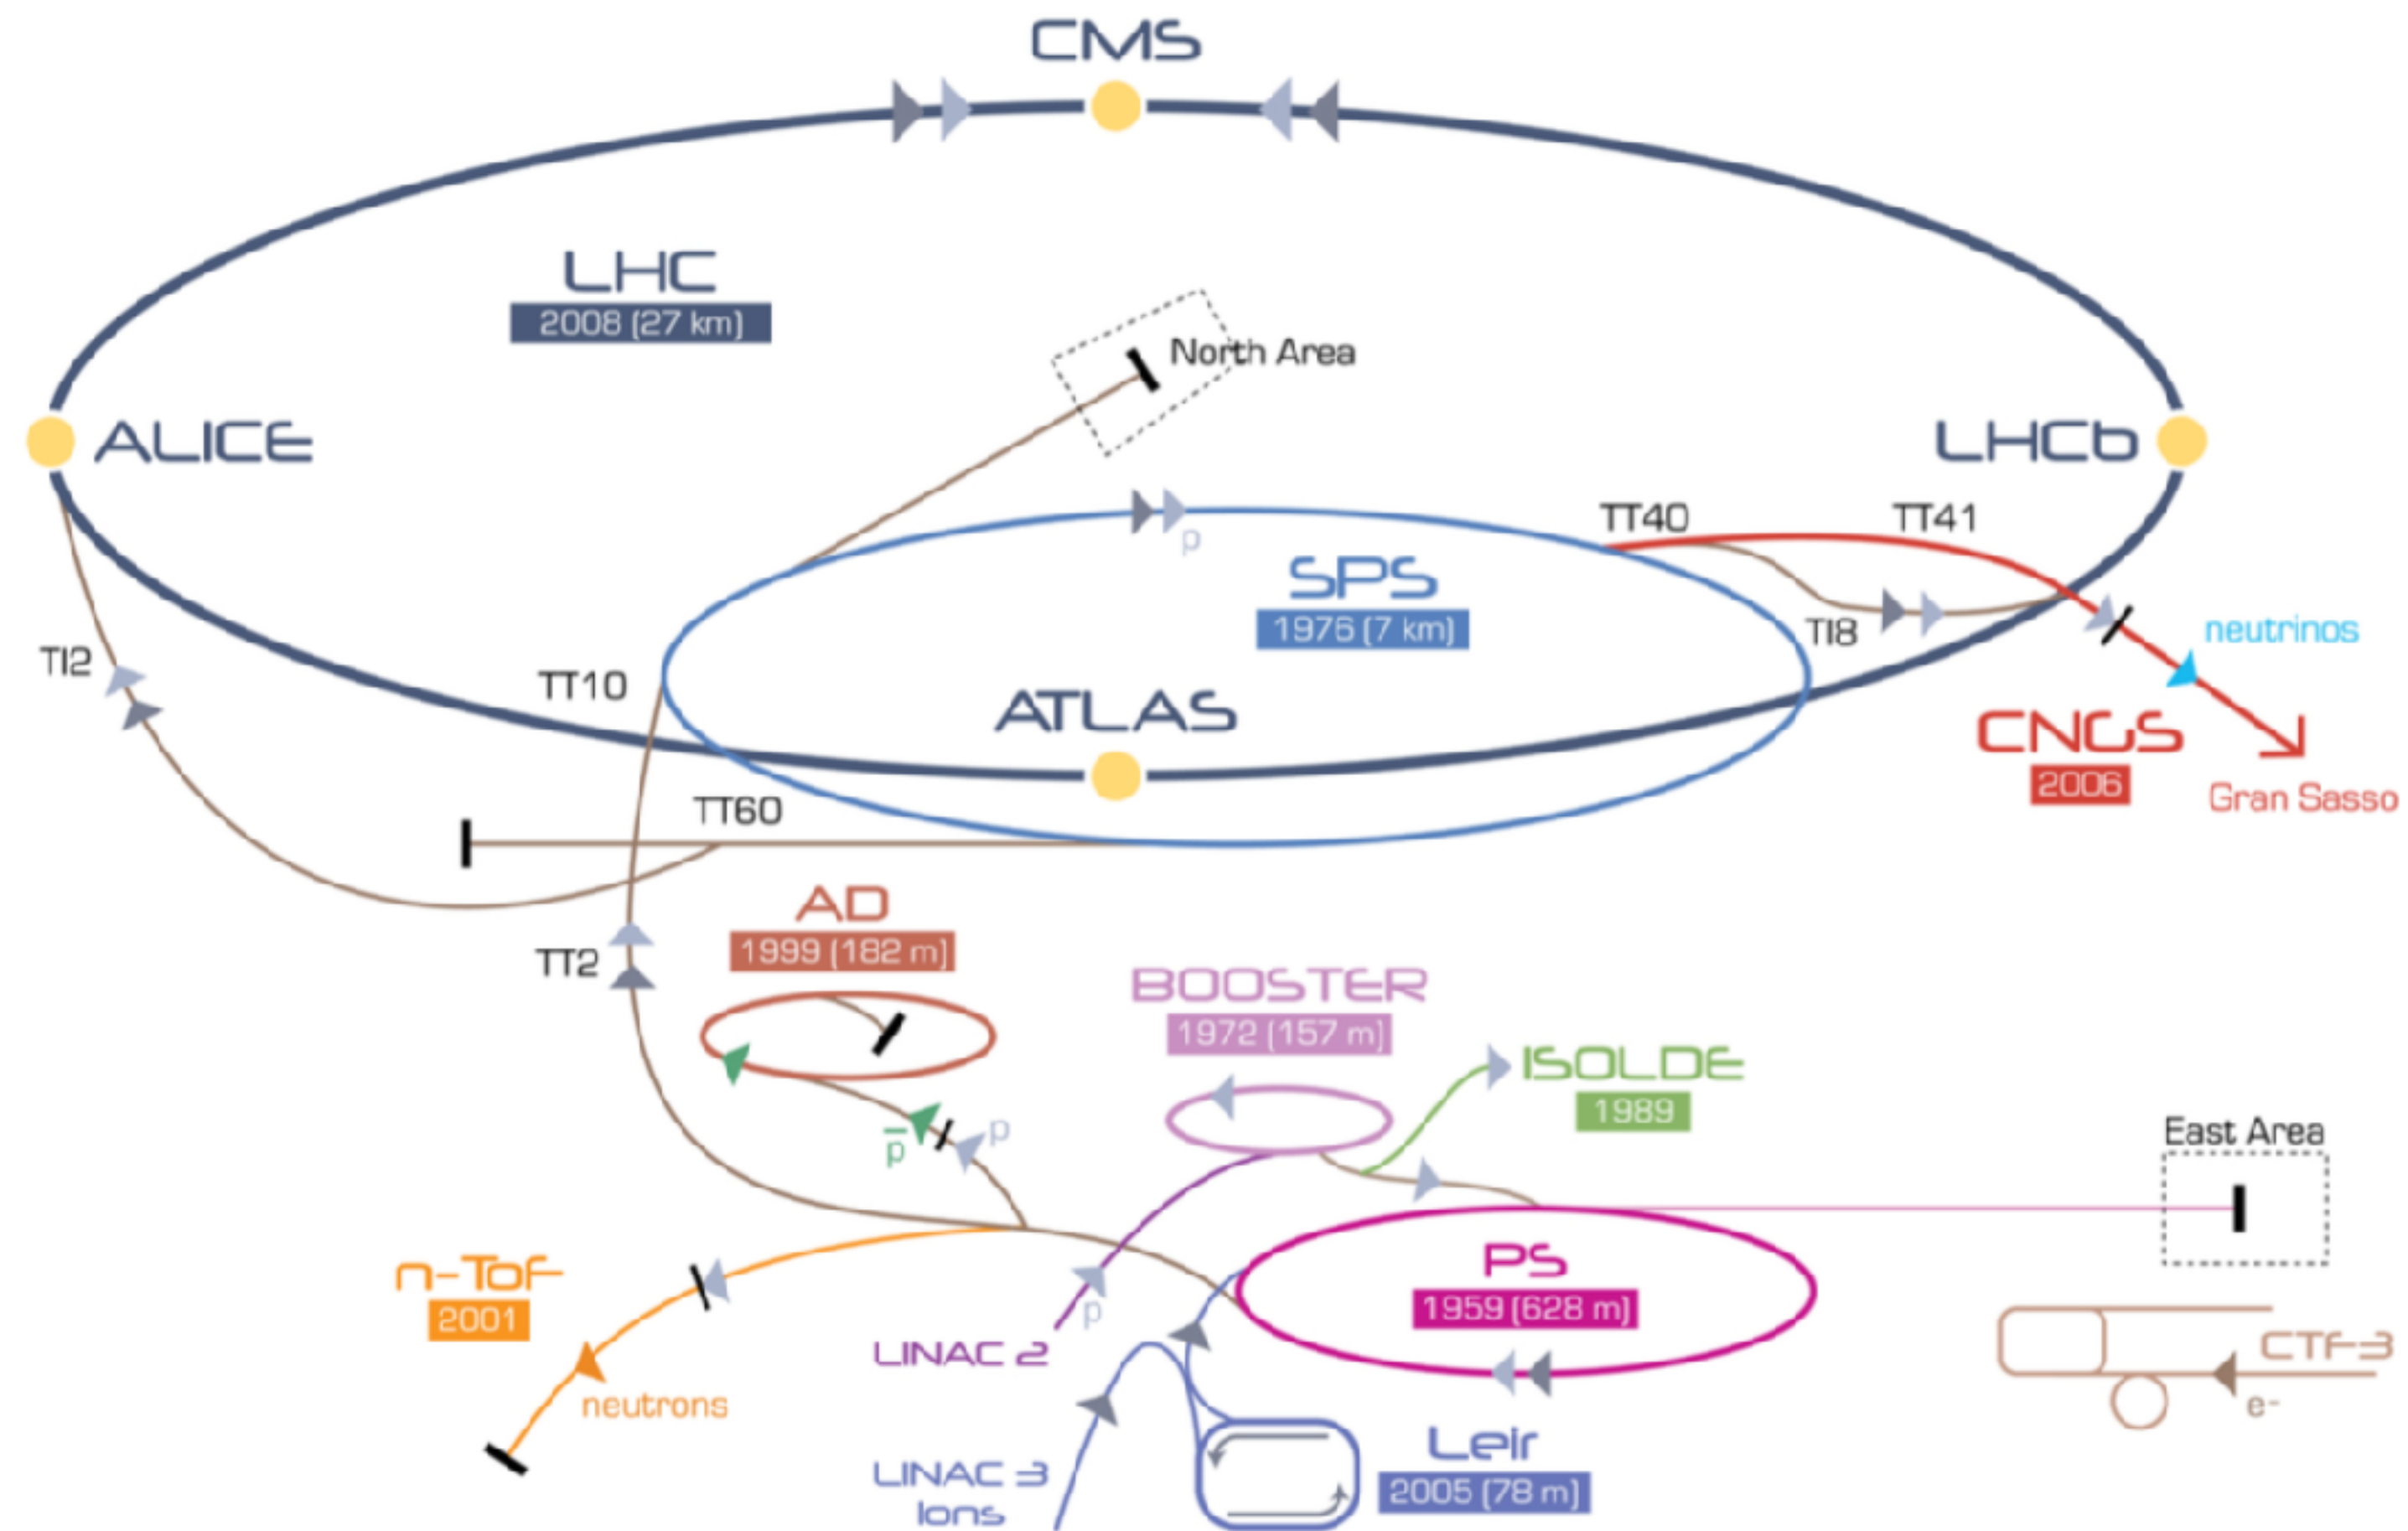 CMS
LHC
2008 (27 km)
North Area
ALICE
LHCb
TT40
TT41
p
SPS
1976 (7 km)
TI8
neutrinos
TI2
TT10
ATLAS
CNGS
2006
Gran Sasso
TT60
AD
1999 (182 m)
TT2
BOOSTER
1972 (157 m)
ISOLDE
1989
p
p̄
East Area
n-Tof
2001
neutrons
p
LINAC 2
PS
1959 (628 m)
CTF-3
e-
LINAC 3
Ions
Leir
2005 (78 m)